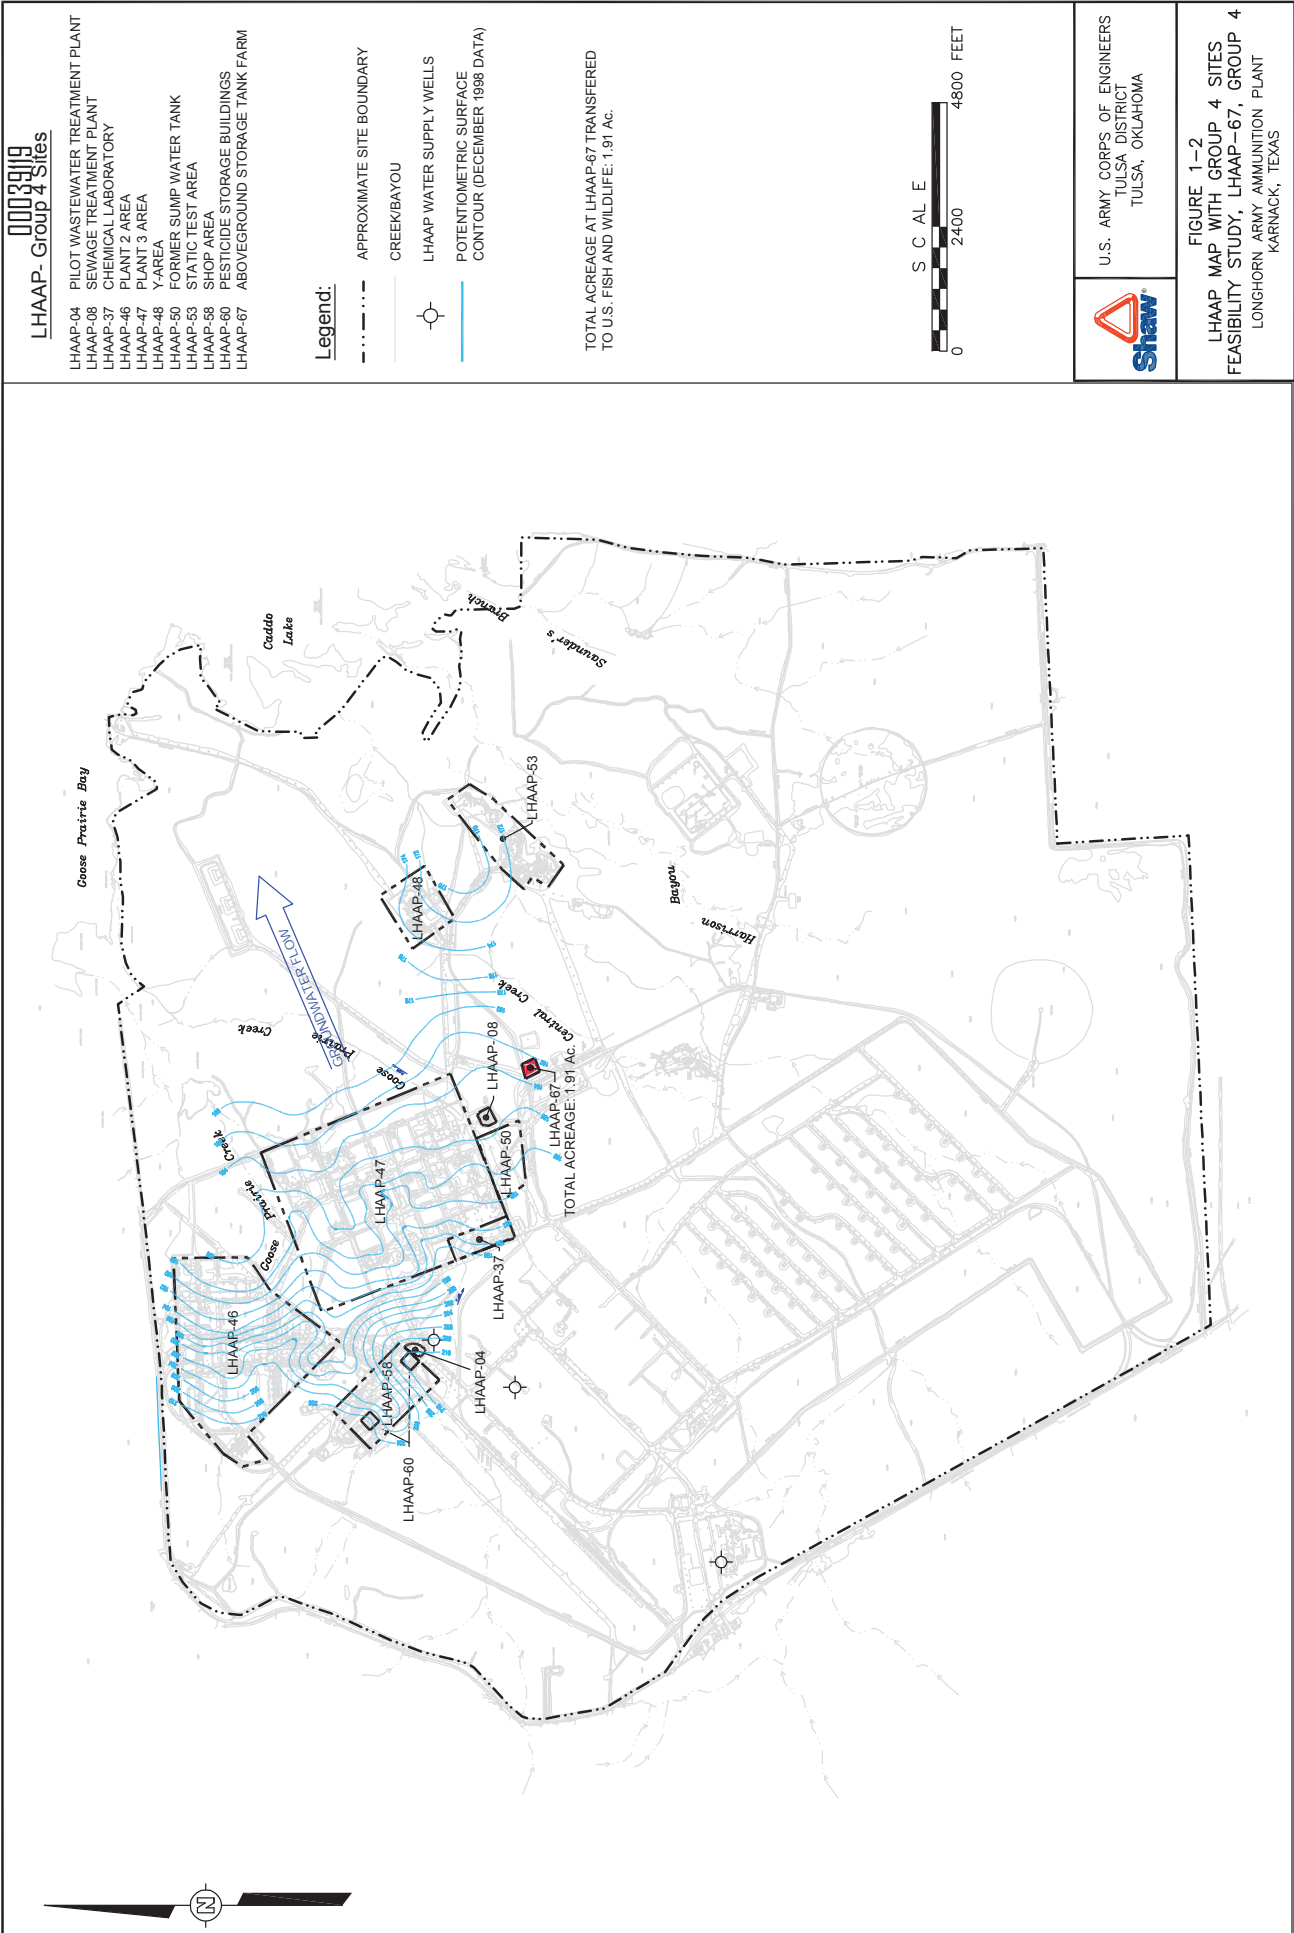 00039119
LHAAP- Group 4 Sites
LHAAP-04 PILOT WASTEWATER TREATMENT PLANT
LHAAP-08 SEWAGE TREATMENT PLANT
LHAAP-37 CHEMICAL LABORATORY
LHAAP-46 PLANT 2 AREA
LHAAP-47 PLANT 3 AREA
LHAAP-48 Y-AREA
LHAAP-50 FORMER SUMP WATER TANK
LHAAP-53 STATIC TEST AREA
LHAAP-58 SHOP AREA
LHAAP-60 PESTICIDE STORAGE BUILDINGS
LHAAP-67 ABOVEGROUND STORAGE TANK FARM
Legend:
APPROXIMATE SITE BOUNDARY
CREEK/BAYOU
LHAAP WATER SUPPLY WELLS
POTENTIOMETRIC SURFACE
CONTOUR (DECEMBER 1998 DATA)
TOTAL ACREAGE AT LHAAP-67 TRANSFERED
TO U.S. FISH AND WILDLIFE: 1.91 Ac.
S C A L E
0 2400 4800 FEET
Shaw®
U.S. ARMY CORPS OF ENGINEERS
TULSA DISTRICT
TULSA, OKLAHOMA
FIGURE 1-2
LHAAP MAP WITH GROUP 4 SITES
FEASIBILITY STUDY, LHAAP-67, GROUP 4
LONGHORN ARMY AMMUNITION PLANT
KARNACK, TEXAS
Goose Prairie Bay
Caddo
Lake
Saunder's
Branch
Goose
Prairie
Creek
Goose
Prairie
Creek
GROUNDWATER FLOW
Central
Creek
Harrison
Bayou
LHAAP-46
LHAAP-47
LHAAP-48
LHAAP-53
LHAAP-08
LHAAP-50
LHAAP-67
TOTAL ACREAGE: 1.91 Ac.
LHAAP-37
LHAAP-58
LHAAP-04
LHAAP-60
N